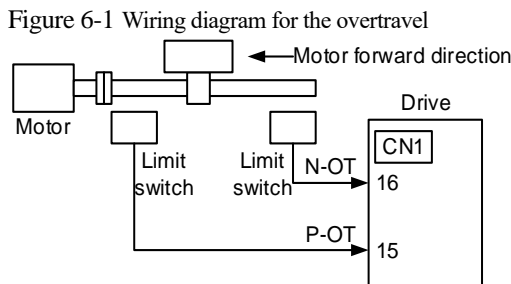 Figure 6-1 Wiring diagram for the overtravel
Motor forward direction
Motor
Drive
CN1
Limit
switch
Limit
switch
N-OT
16
P-OT
15